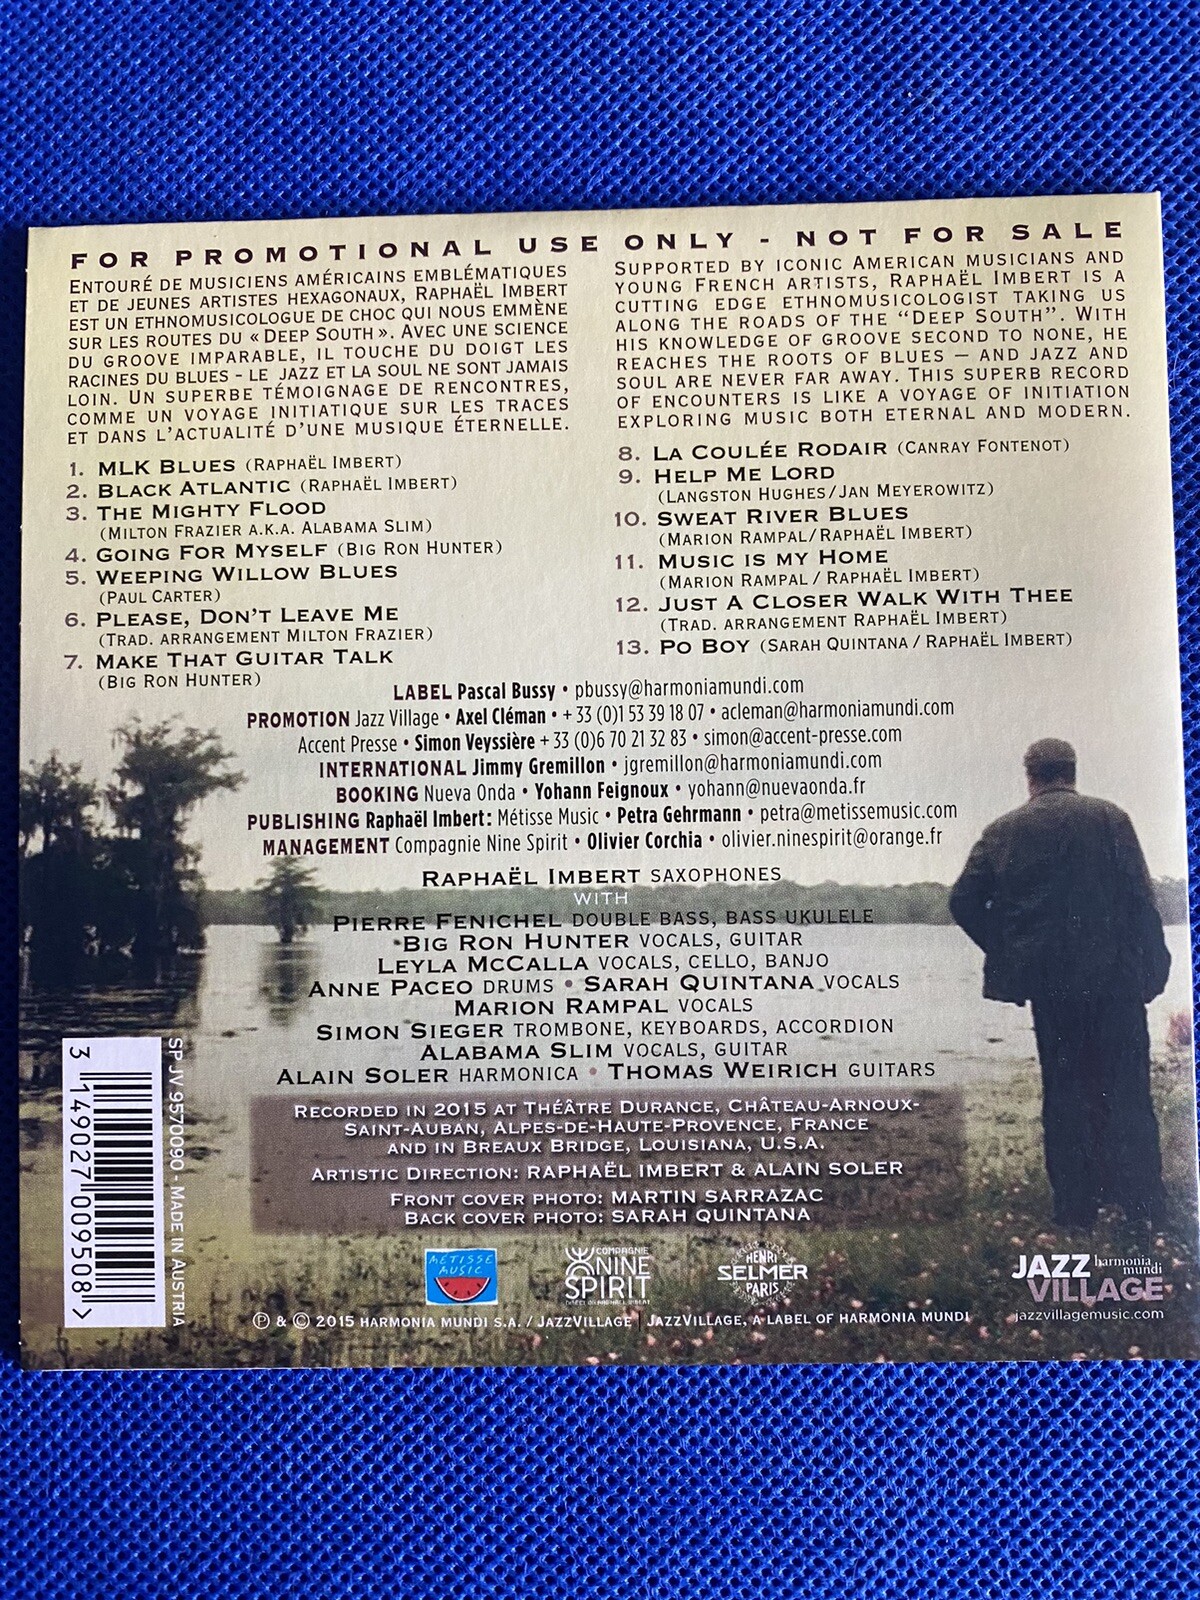 FOR PROMOTIONAL USE ONLY - NOT FOR SALE
Entouré de musiciens américains emblématiques
et de jeunes artistes hexagonaux, Raphaël Imbert
est un ethnomusicologue de choc qui nous emmène
sur les routes du « Deep South ». Avec une science
du groove imparable, il touche du doigt les
racines du blues - le jazz et la soul ne sont jamais
loin. Un superbe témoignage de rencontres,
comme un voyage initiatique sur les traces
et dans l'actualité d'une musique éternelle.
Supported by iconic American musicians and
young French artists, Raphaël Imbert is a
cutting edge ethnomusicologist taking us
along the roads of the “Deep South”. With
his knowledge of groove second to none, he
reaches the roots of blues – and jazz and
soul are never far away. This superb record
of encounters is like a voyage of initiation
exploring music both eternal and modern.
1. MLK Blues (Raphaël Imbert)
2. Black Atlantic (Raphaël Imbert)
3. The Mighty Flood
(Milton Frazier a.k.a. Alabama Slim)
4. Going For Myself (Big Ron Hunter)
5. Weeping Willow Blues
(Paul Carter)
6. Please, Don't Leave Me
(Trad. arrangement Milton Frazier)
7. Make That Guitar Talk
(Big Ron Hunter)
8. La Coulée Rodair (Canray Fontenot)
9. Help Me Lord
(Langston Hughes/Jan Meyerowitz)
10. Sweat River Blues
(Marion Rampal/Raphaël Imbert)
11. Music is my Home
(Marion Rampal / Raphaël Imbert)
12. Just A Closer Walk With Thee
(Trad. arrangement Raphaël Imbert)
13. Po Boy (Sarah Quintana / Raphaël Imbert)
LABEL Pascal Bussy • pbussy@harmoniamundi.com
PROMOTION Jazz Village • Axel Cléman • + 33 (0)1 53 39 18 07 • acleman@harmoniamundi.com
Accent Presse • Simon Veyssière + 33 (0)6 70 21 32 83 • simon@accent-presse.com
INTERNATIONAL Jimmy Gremillon • jgremillon@harmoniamundi.com
BOOKING Nueva Onda • Yohann Feignoux • yohann@nuevaonda.fr
PUBLISHING Raphaël Imbert: Métisse Music • Petra Gehrmann • petra@metissemusic.com
MANAGEMENT Compagnie Nine Spirit • Olivier Corchia • olivier.ninespirit@orange.fr
Raphaël Imbert saxophones
with
Pierre Fenichel double bass, bass ukulele
Big Ron Hunter vocals, guitar
Leyla McCalla vocals, cello, banjo
Anne Paceo drums • Sarah Quintana vocals
Marion Rampal vocals
Simon Sieger trombone, keyboards, accordion
Alabama Slim vocals, guitar
Alain Soler harmonica • Thomas Weirich guitars
Recorded in 2015 at Théâtre Durance, Château-Arnoux-
Saint-Auban, Alpes-de-Haute-Provence, France
and in Breaux Bridge, Louisiana, U.S.A.
Artistic Direction: Raphaël Imbert & Alain Soler
Front cover photo: Martin Sarrazac
Back cover photo: Sarah Quintana
3 149027 009508 >
SP JV 9570090 - MADE IN AUSTRIA
MÉTISSE
MUSIC
COMPAGNIE
NINE
SPIRIT
HENRI
SELMER
PARIS
JAZZ
VILLAGE
harmonia
mundi
jazzvillagemusic.com
℗ & © 2015 harmonia mundi s.a. / JazzVillage | JazzVillage, a label of harmonia mundi